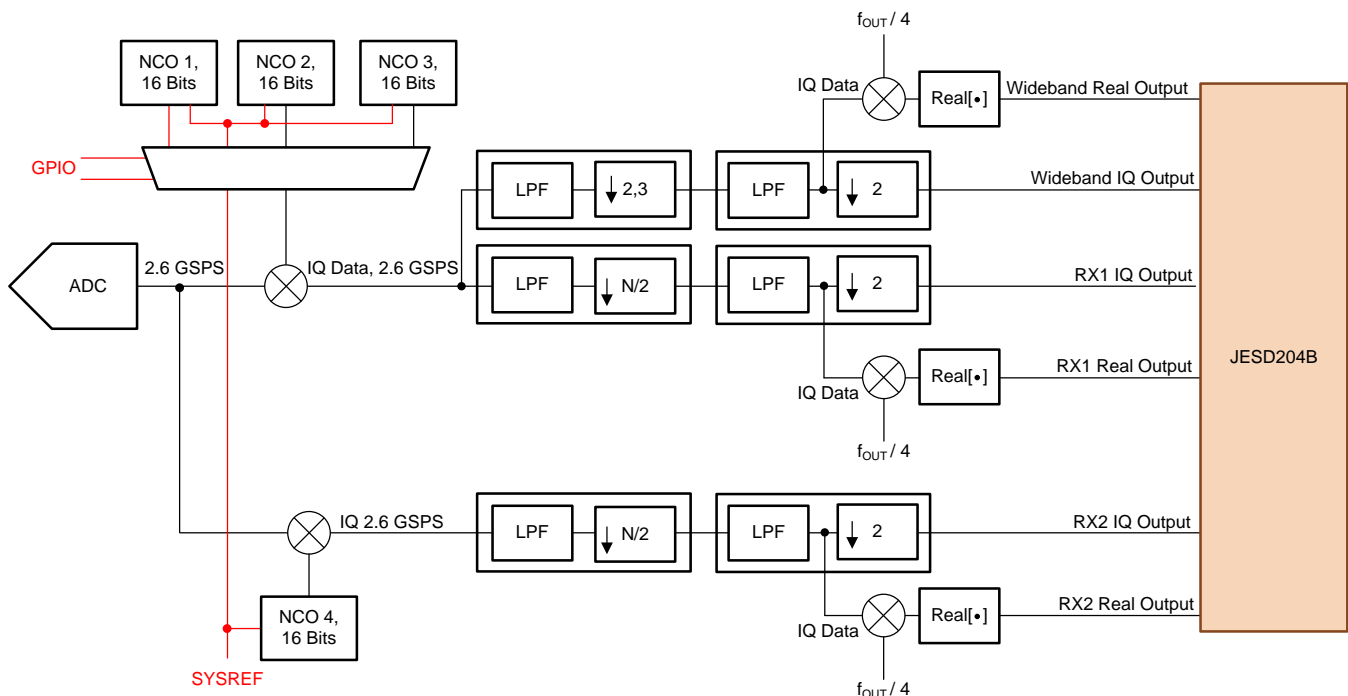 f_OUT / 4
NCO 1,
16 Bits
NCO 2,
16 Bits
NCO 3,
16 Bits
IQ Data
Real[•]
Wideband Real Output
GPIO
LPF
2,3
LPF
2
Wideband IQ Output
ADC
2.6 GSPS
IQ Data, 2.6 GSPS
LPF
N/2
LPF
2
RX1 IQ Output
JESD204B
IQ Data
Real[•]
RX1 Real Output
f_OUT / 4
IQ 2.6 GSPS
LPF
N/2
LPF
2
RX2 IQ Output
NCO 4,
16 Bits
IQ Data
Real[•]
RX2 Real Output
SYSREF
f_OUT / 4